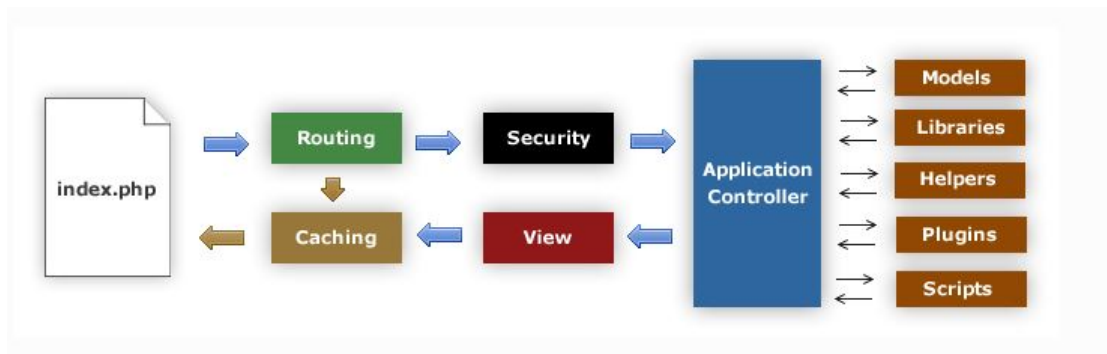 index.php
Routing
Security
Caching
View
Application
Controller
Models
Libraries
Helpers
Plugins
Scripts